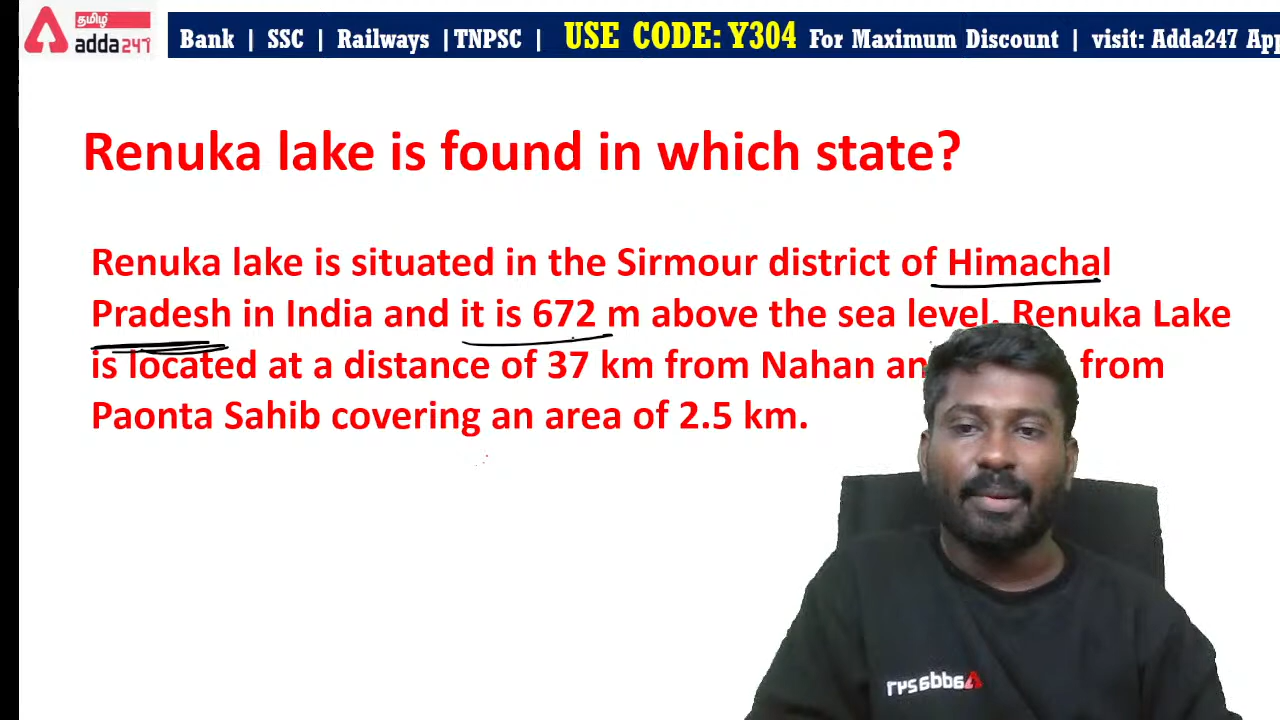 தமிழ்
adda247
Bank | SSC | Railways |TNPSC | USE CODE: Y304 For Maximum Discount | visit: Adda247 App
Renuka lake is found in which state?
Renuka lake is situated in the Sirmour district of Himachal
Pradesh in India and it is 672 m above the sea level. Renuka Lake
is located at a distance of 37 km from Nahan from
Paonta Sahib covering an area of 2.5 km.
adda247